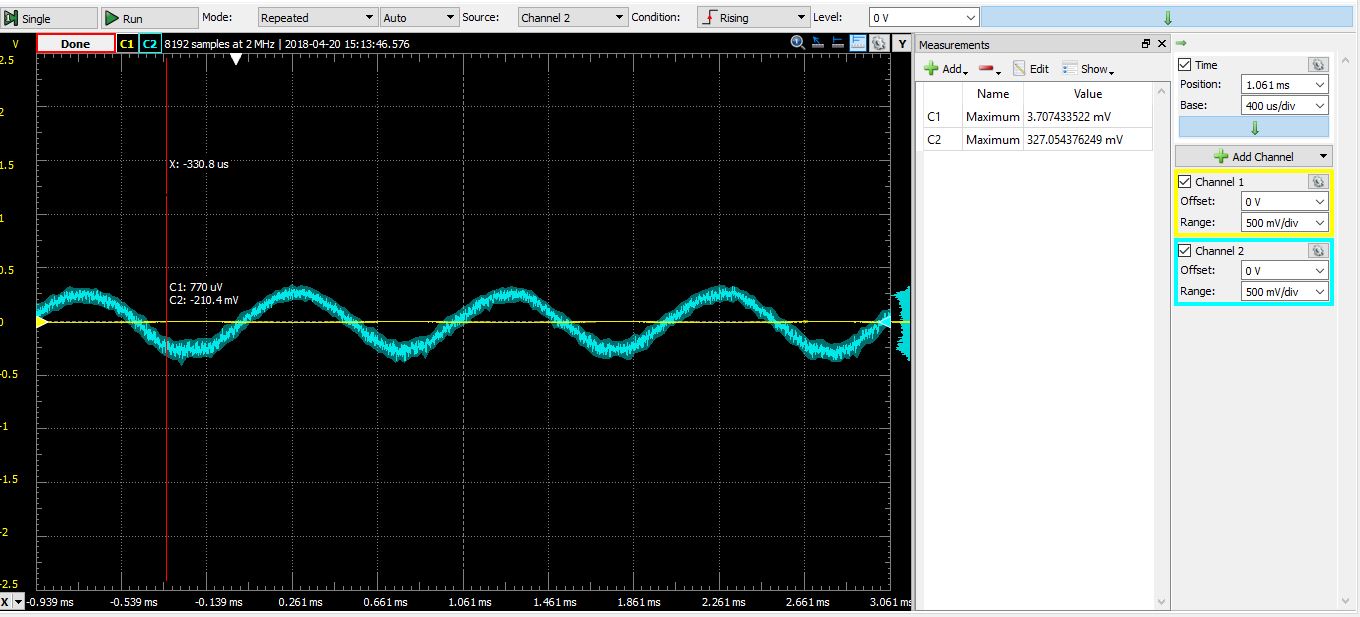 Single Run Mode: Repeated Auto Source: Channel 2 Condition: Rising Level: 0 V
V Done C1 C2 8192 samples at 2 MHz | 2018-04-20 15:13:46.576 Y
Measurements
Add Edit Show
Name Value
C1 Maximum 3.707433522 mV
C2 Maximum 327.054376249 mV
Time
Position: 1.061 ms
Base: 400 us/div
Add Channel
Channel 1
Offset: 0 V
Range: 500 mV/div
Channel 2
Offset: 0 V
Range: 500 mV/div
2.5
2
1.5
1
0.5
0
-0.5
-1
-1.5
-2
-2.5
X: -330.8 us
C1: 770 uV
C2: -210.4 mV
X -0.939 ms -0.539 ms -0.139 ms 0.261 ms 0.661 ms 1.061 ms 1.461 ms 1.861 ms 2.261 ms 2.661 ms 3.061 ms